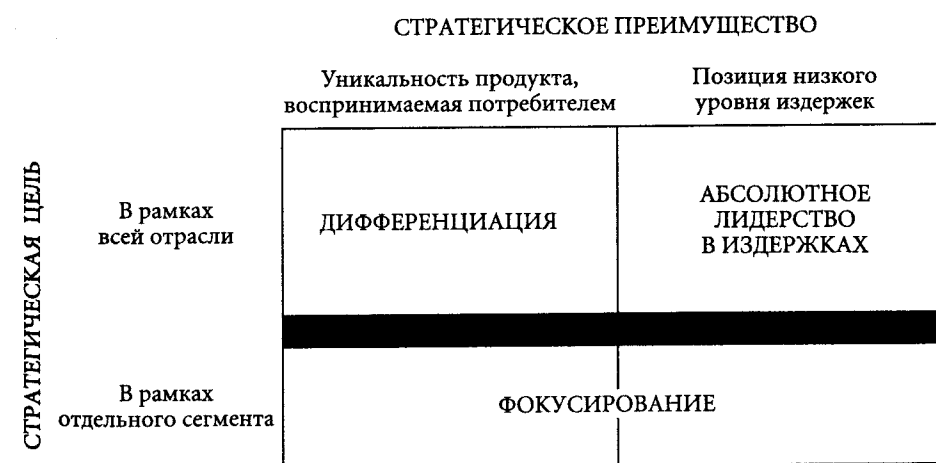 СТРАТЕГИЧЕСКОЕ ПРЕИМУЩЕСТВО
Уникальность продукта,
воспринимаемая потребителем
Позиция низкого
уровня издержек
СТРАТЕГИЧЕСКАЯ ЦЕЛЬ
В рамках
всей отрасли
ДИФФЕРЕНЦИАЦИЯ
АБСОЛЮТНОЕ
ЛИДЕРСТВО
В ИЗДЕРЖКАХ
В рамках
отдельного сегмента
ФОКУСИРОВАНИЕ